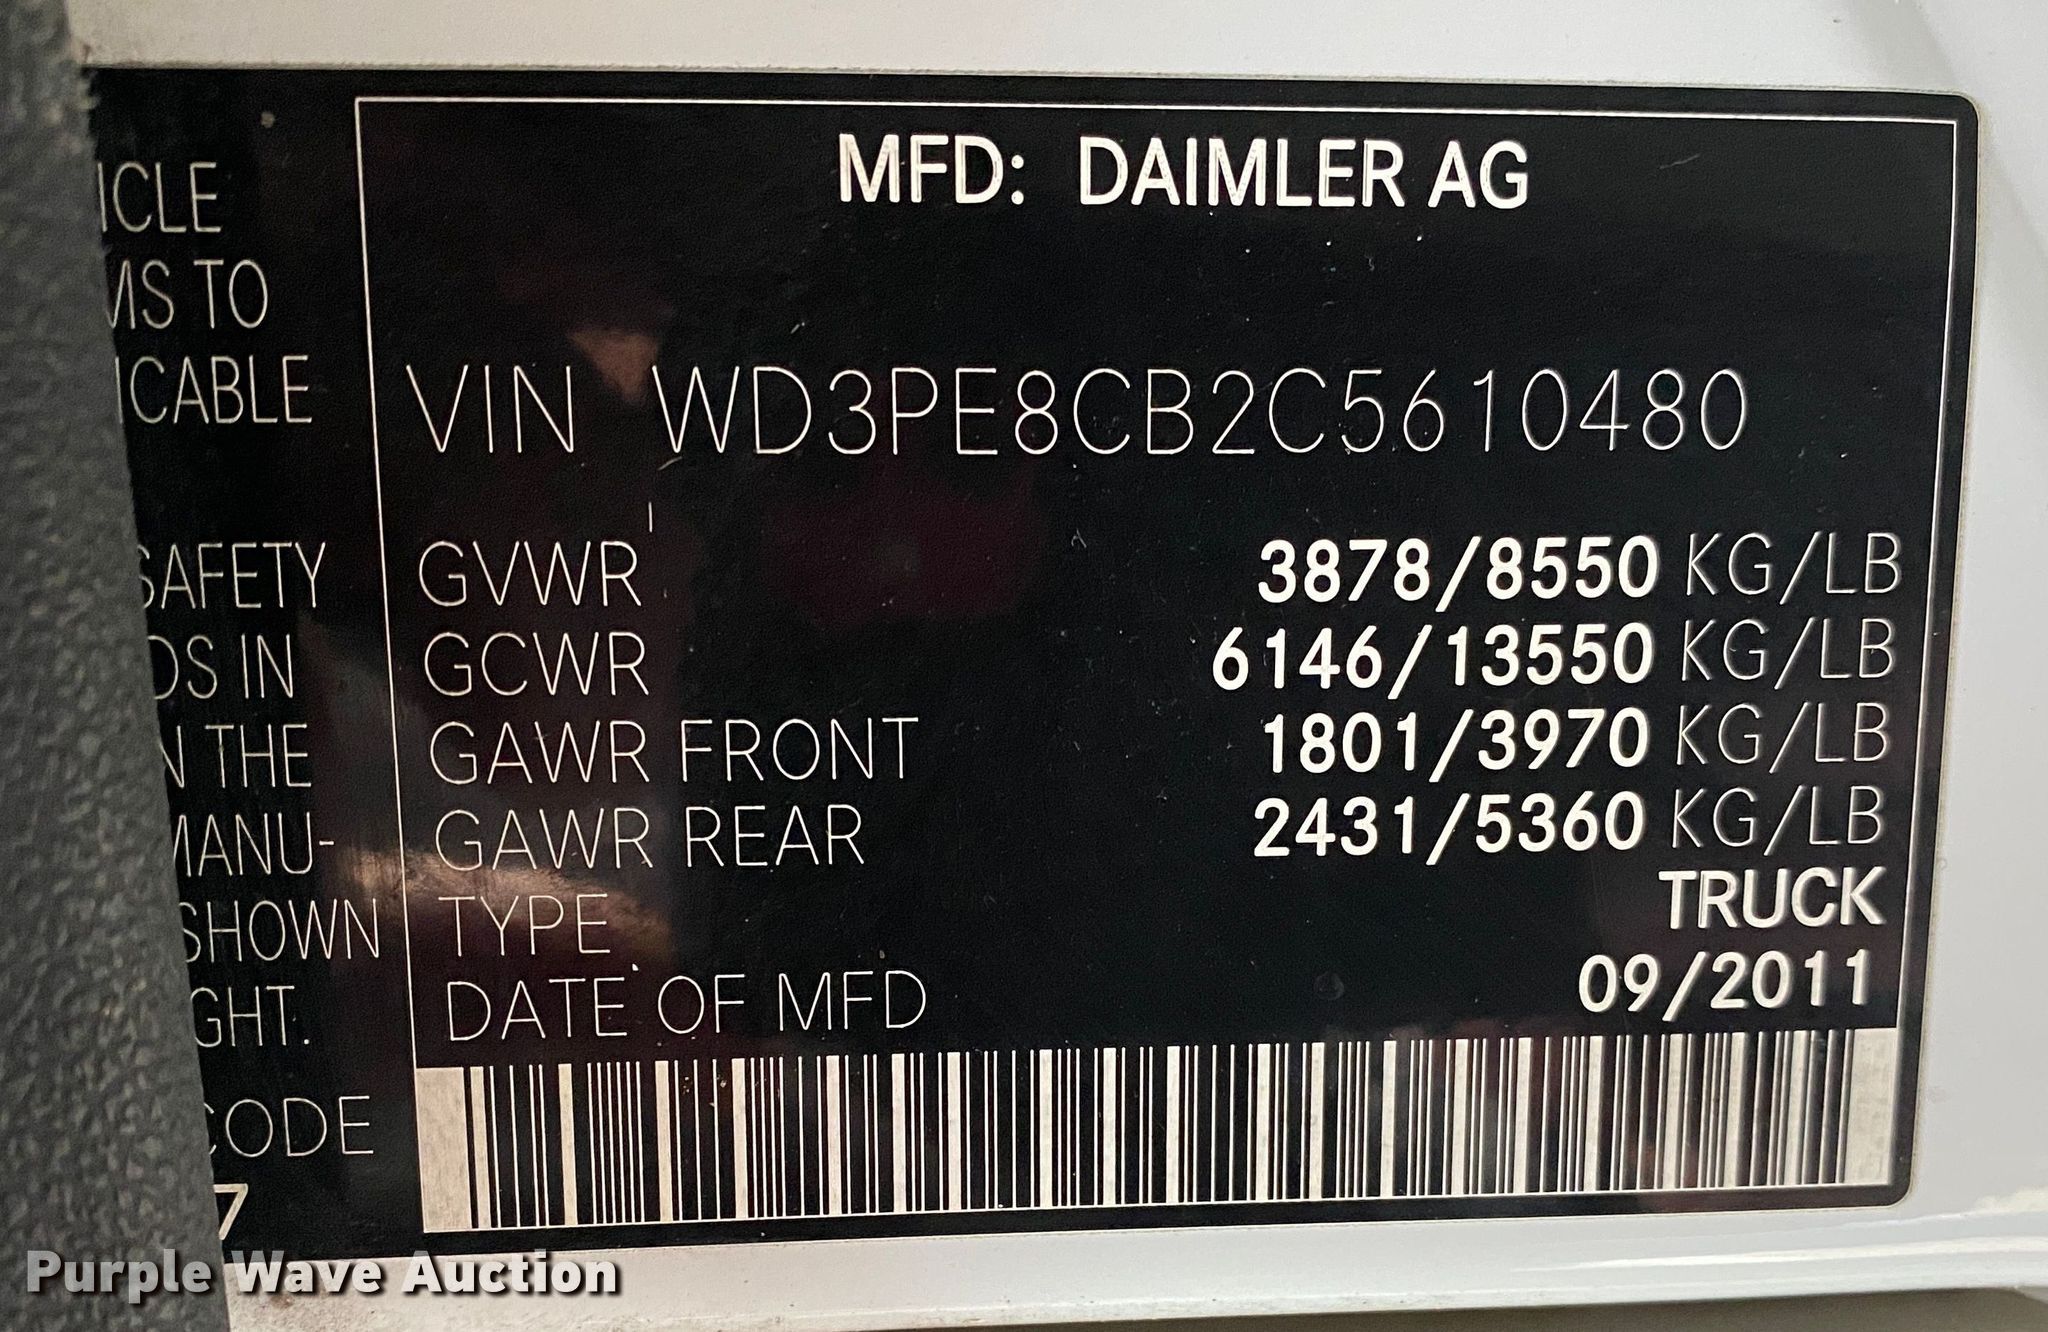 ICLE
MS TO
ICABLE
SAFETY
DS IN
N THE
MANU-
SHOWN
GHT.
CODE
7
MFD: DAIMLER AG
VIN WD3PE8CB2C5610480
GVWR 3878/8550 KG/LB
GCWR 6146/13550 KG/LB
GAWR FRONT 1801/3970 KG/LB
GAWR REAR 2431/5360 KG/LB
TYPE TRUCK
DATE OF MFD 09/2011
Purple Wave Auction